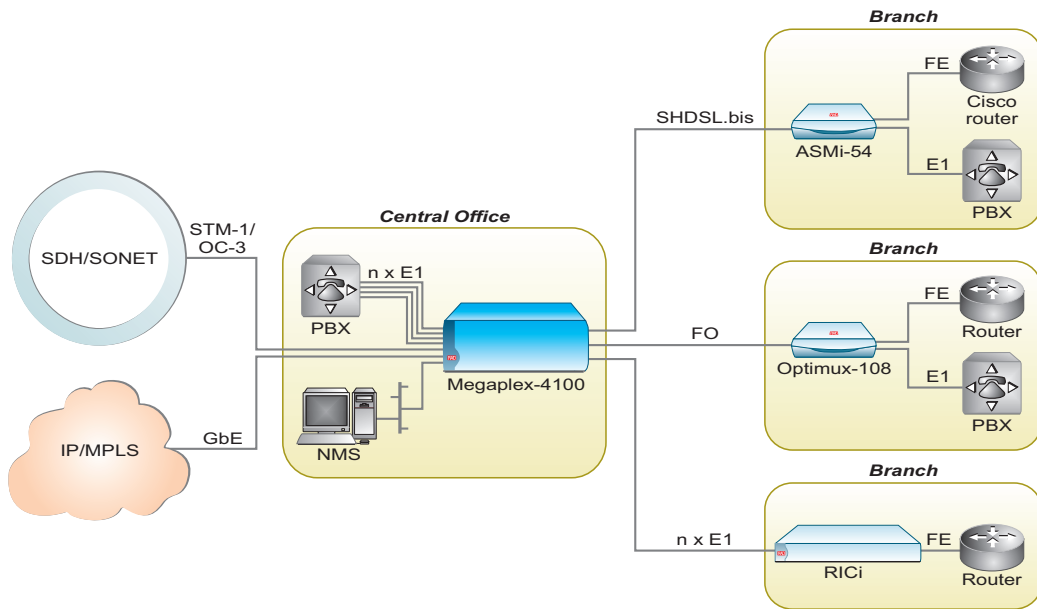 Branch
FE
Cisco
router
SHDSL.bis
ASMi-54
E1
PBX
Central Office
STM-1/
OC-3
SDH/SONET
n x E1
PBX
Megaplex-4100
NMS
GbE
IP/MPLS
Branch
FE
Router
FO
Optimux-108
E1
PBX
Branch
n x E1
FE
RICi
Router